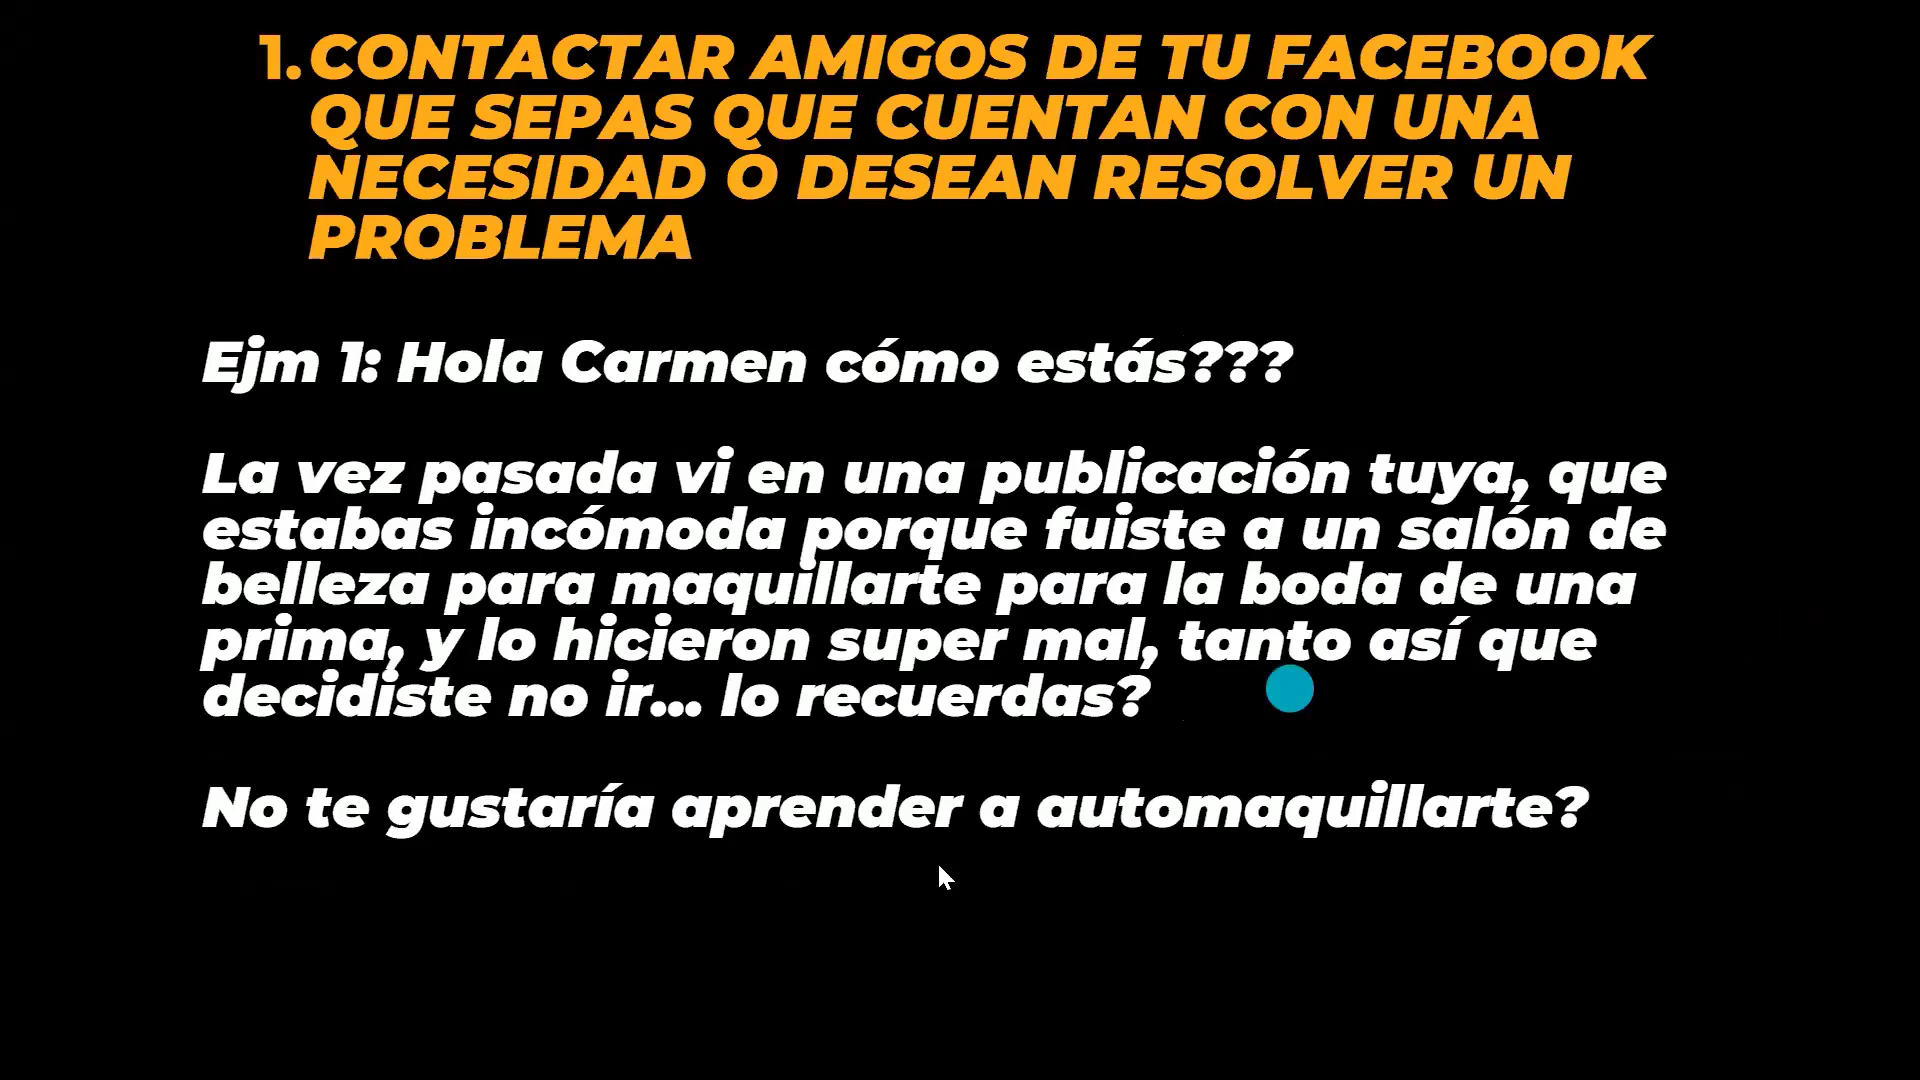 1. CONTACTAR AMIGOS DE TU FACEBOOK
QUE SEPAS QUE CUENTAN CON UNA
NECESIDAD O DESEAN RESOLVER UN
PROBLEMA
Ejm 1: Hola Carmen cómo estás???
La vez pasada vi en una publicación tuya, que
estabas incómoda porque fuiste a un salón de
belleza para maquillarte para la boda de una
prima, y lo hicieron super mal, tanto así que
decidiste no ir... lo recuerdas?
No te gustaría aprender a automaquillarte?